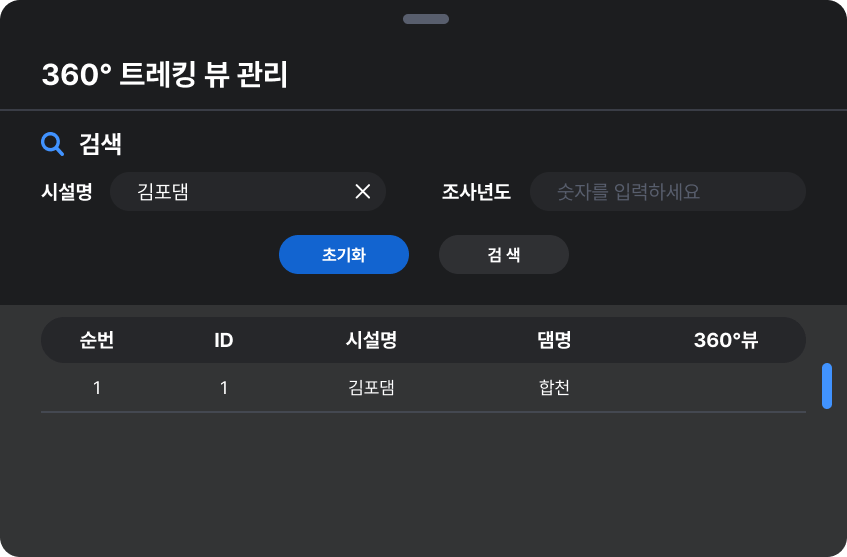 360° 트레킹 뷰 관리
검색
시설명 김포댐 조사년도 숫자를 입력하세요
초기화 검 색
순번 ID 시설명 댐명 360°뷰
1 1 김포댐 합천